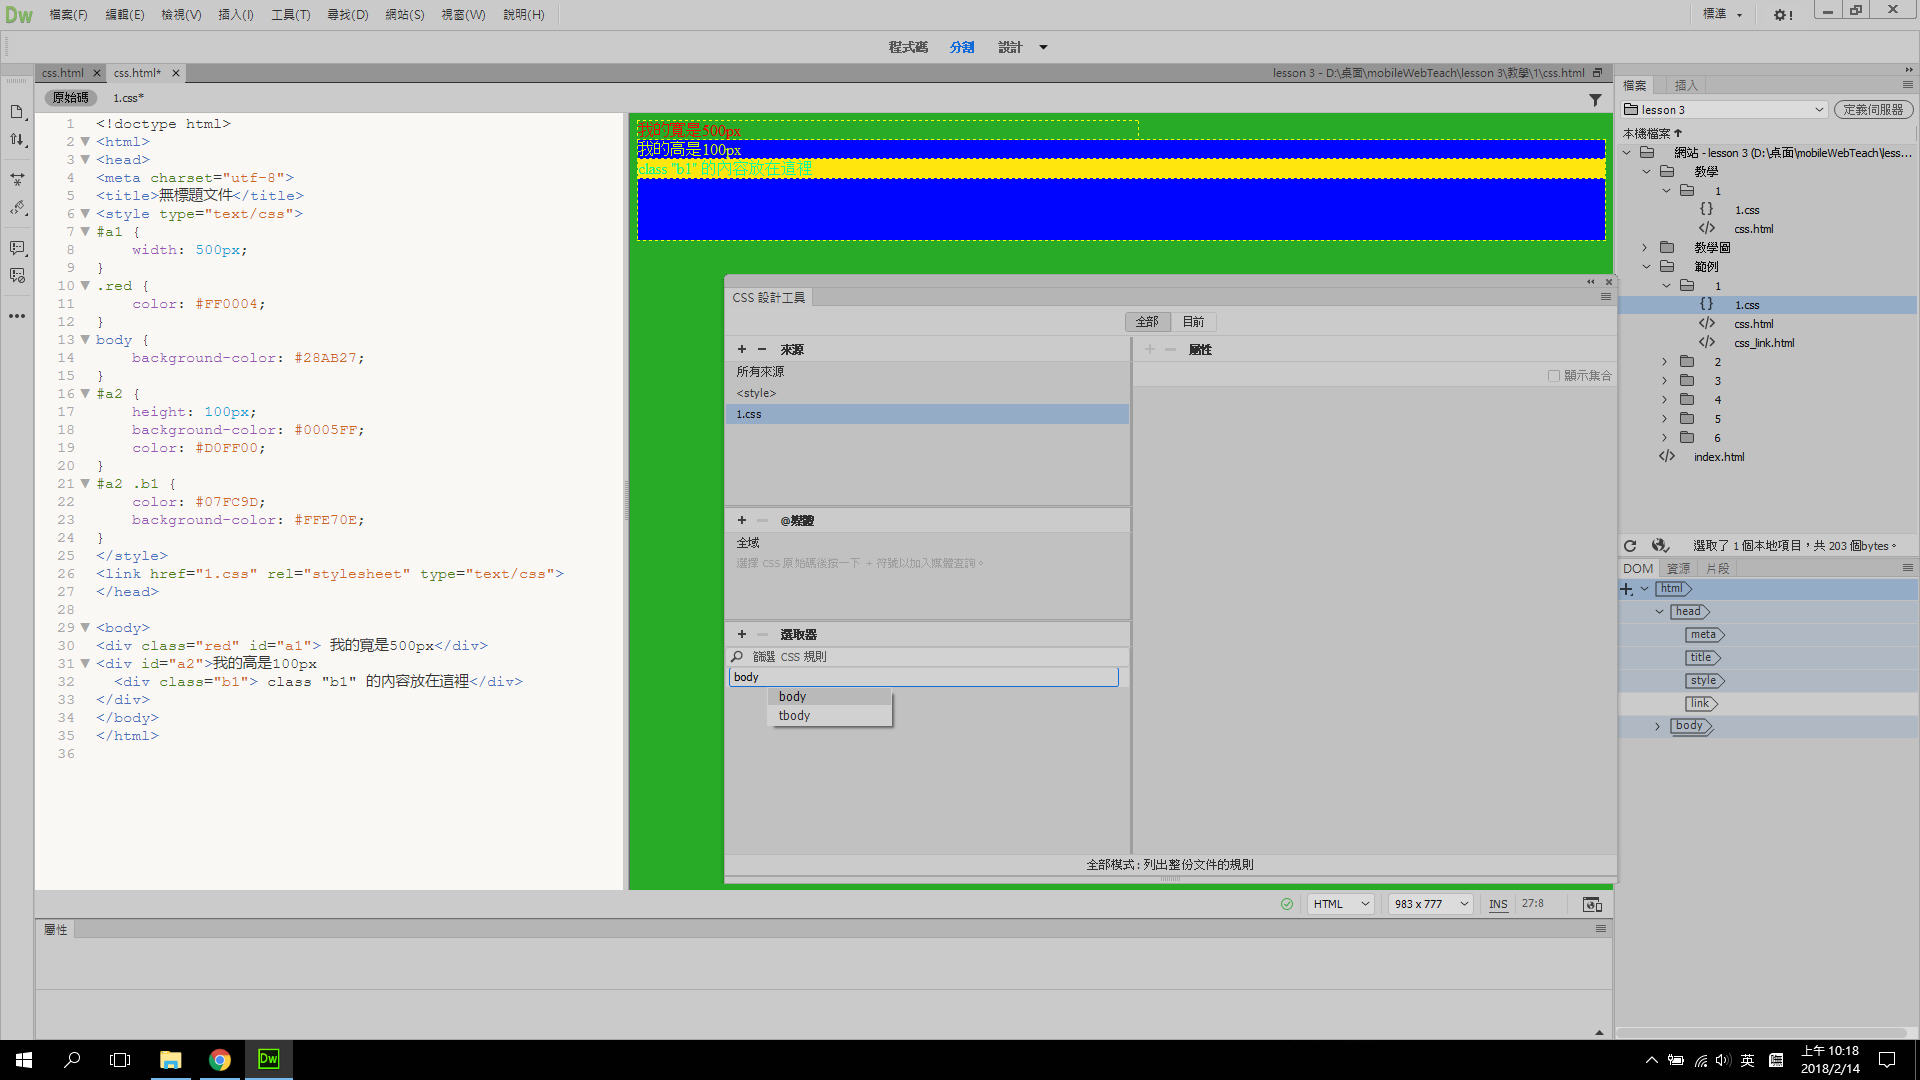 Dw 檔案(F) 編輯(E) 檢視(V) 插入(I) 工具(T) 尋找(D) 網站(S) 視窗(W) 說明(H) 標準
程式碼 分割 設計
css.html css.html* lesson 3 - D:\桌面\mobileWebTeach\lesson 3\教學\1\css.html
原始碼 1.css*
1 <!doctype html>
2 <html>
3 <head>
4 <meta charset="utf-8">
5 <title>無標題文件</title>
6 <style type="text/css">
7 #a1 {
8 width: 500px;
9 }
10 .red {
11 color: #FF0004;
12 }
13 body {
14 background-color: #28AB27;
15 }
16 #a2 {
17 height: 100px;
18 background-color: #0005FF;
19 color: #D0FF00;
20 }
21 #a2 .b1 {
22 color: #07FC9D;
23 background-color: #FFE70E;
24 }
25 </style>
26 <link href="1.css" rel="stylesheet" type="text/css">
27 </head>
28
29 <body>
30 <div class="red" id="a1"> 我的寬是500px</div>
31 <div id="a2">我的高是100px
32 <div class="b1"> class "b1" 的內容放在這裡</div>
33 </div>
34 </body>
35 </html>
36
我的寬是500px
我的高是100px
class "b1" 的內容放在這裡
CSS 設計工具
全部 目前
+ − 來源
所有來源
<style>
1.css
+ − @媒體
全域
選擇 CSS 原始碼後按一下 + 符號以加入媒體查詢。
+ − 選取器
篩選 CSS 規則
body
body
tbody
+ − 屬性
顯示集合
全部模式 : 列出整份文件的規則
HTML 983 x 777 INS 27:8
屬性
檔案 插入
lesson 3 定義伺服器
本機檔案
網站 - lesson 3 (D:\桌面\mobileWebTeach\less...
教學
1
{} 1.css
</> css.html
教學圖
範例
1
{} 1.css
</> css.html
</> css_link.html
2
3
4
5
6
</> index.html
選取了 1 個本地項目，共 203 個bytes。
DOM 資源 片段
html
head
meta
title
style
link
body
Dw
英
上午 10:18
2018/2/14